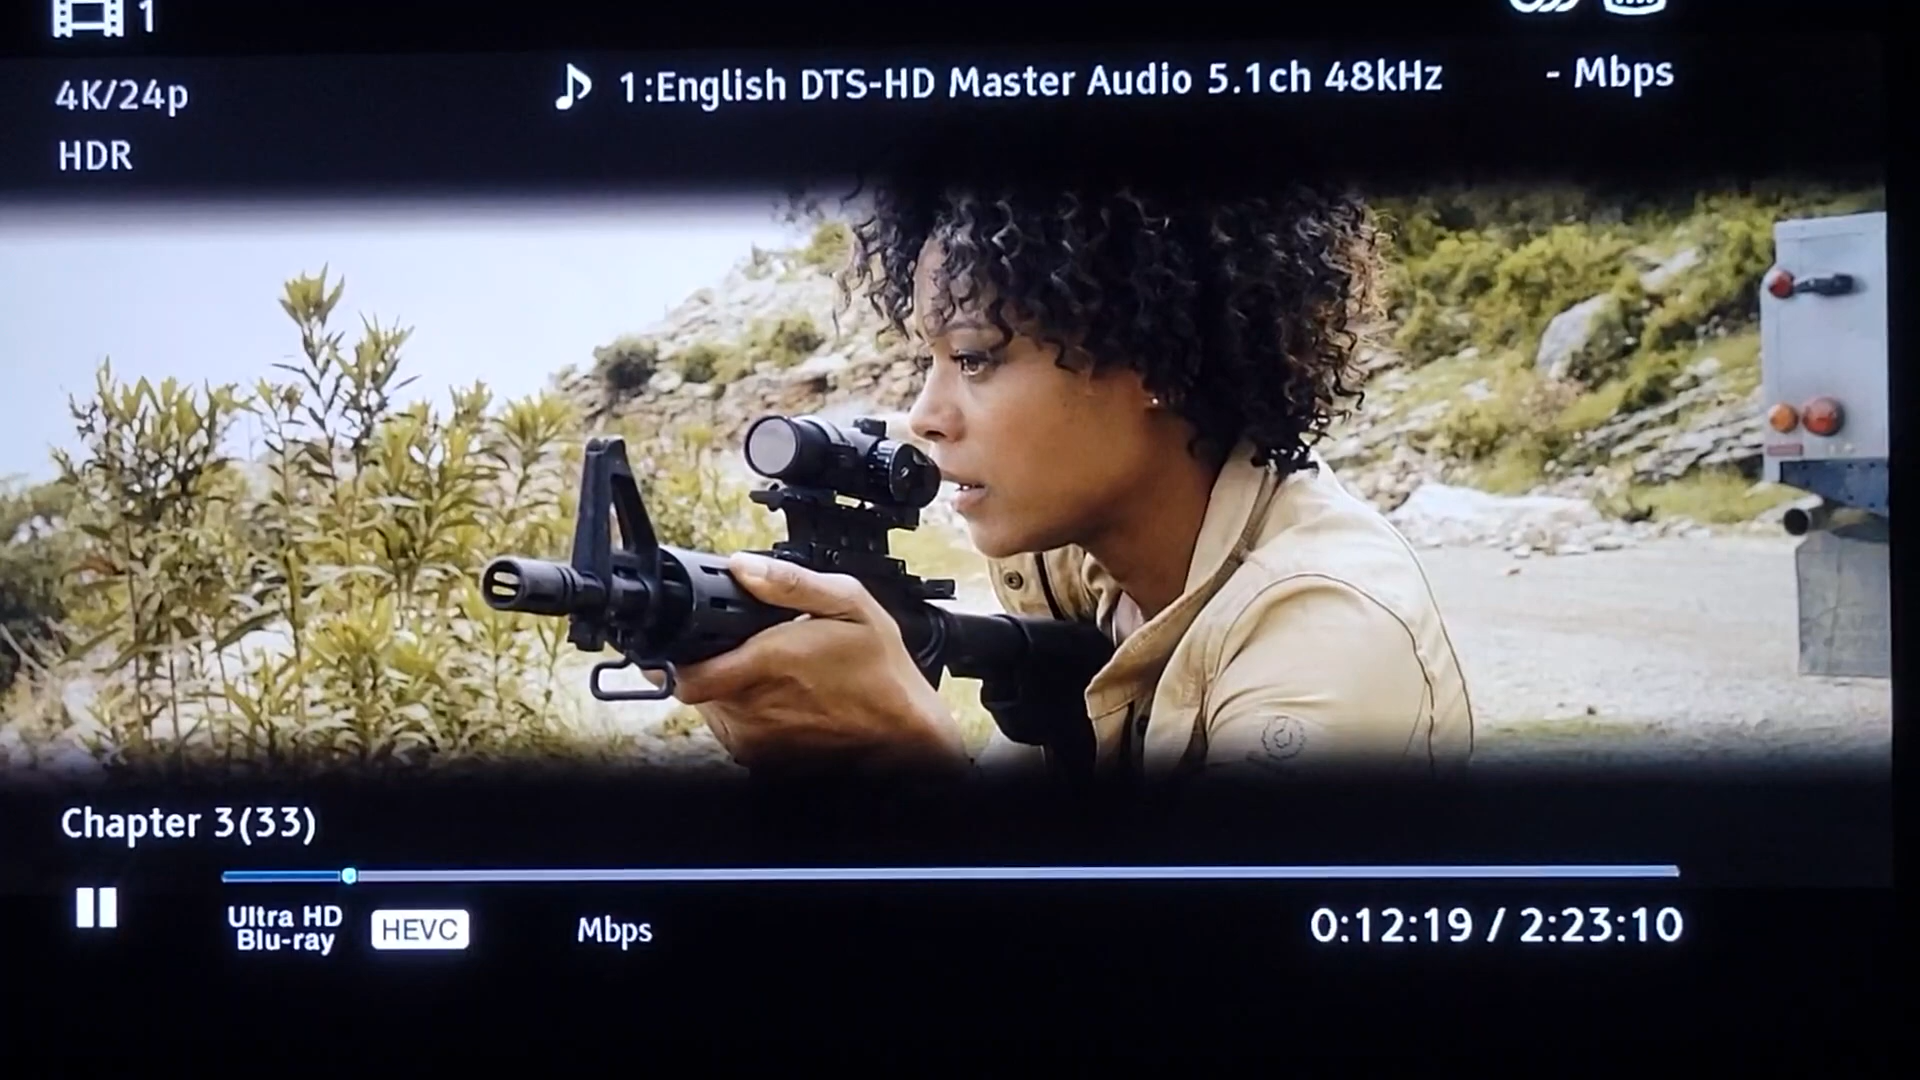 1
4K/24p
1:English DTS-HD Master Audio 5.1ch 48kHz
- Mbps
HDR
Chapter 3(33)
Ultra HD
Blu-ray
HEVC
Mbps
0:12:19 / 2:23:10